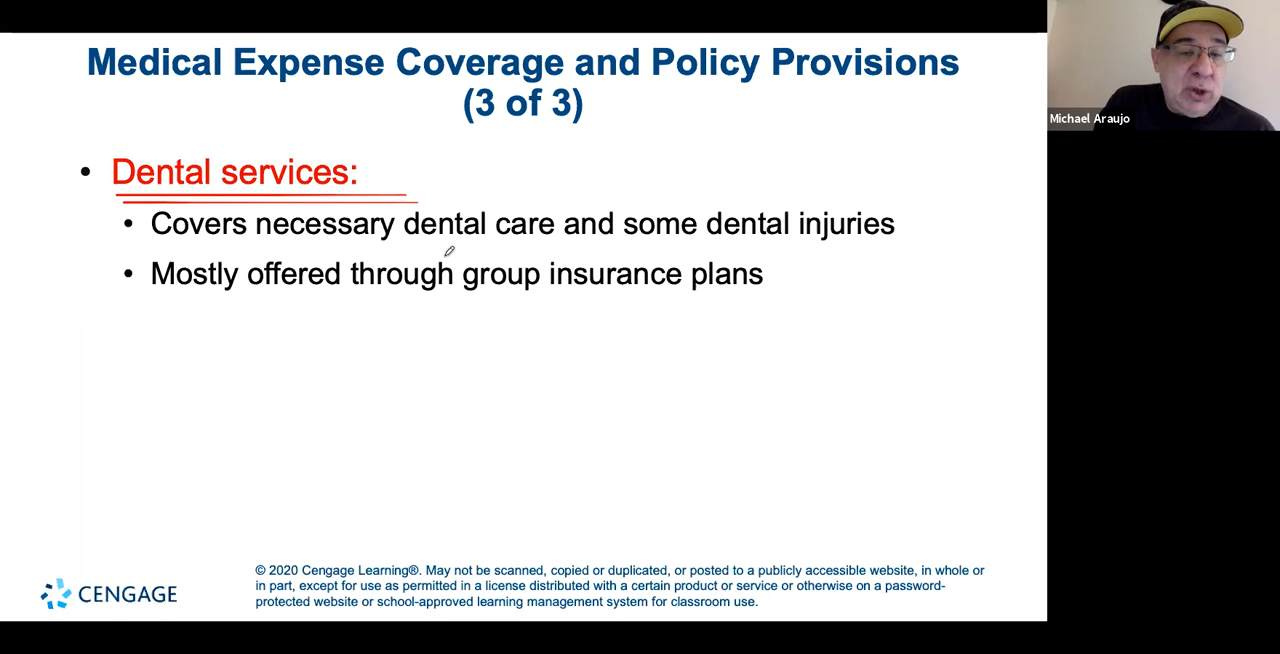 Medical Expense Coverage and Policy Provisions
(3 of 3)
Michael Araujo
• Dental services:
• Covers necessary dental care and some dental injuries
• Mostly offered through group insurance plans
© 2020 Cengage Learning®. May not be scanned, copied or duplicated, or posted to a publicly accessible website, in whole or
in part, except for use as permitted in a license distributed with a certain product or service or otherwise on a password-
protected website or school-approved learning management system for classroom use.
CENGAGE